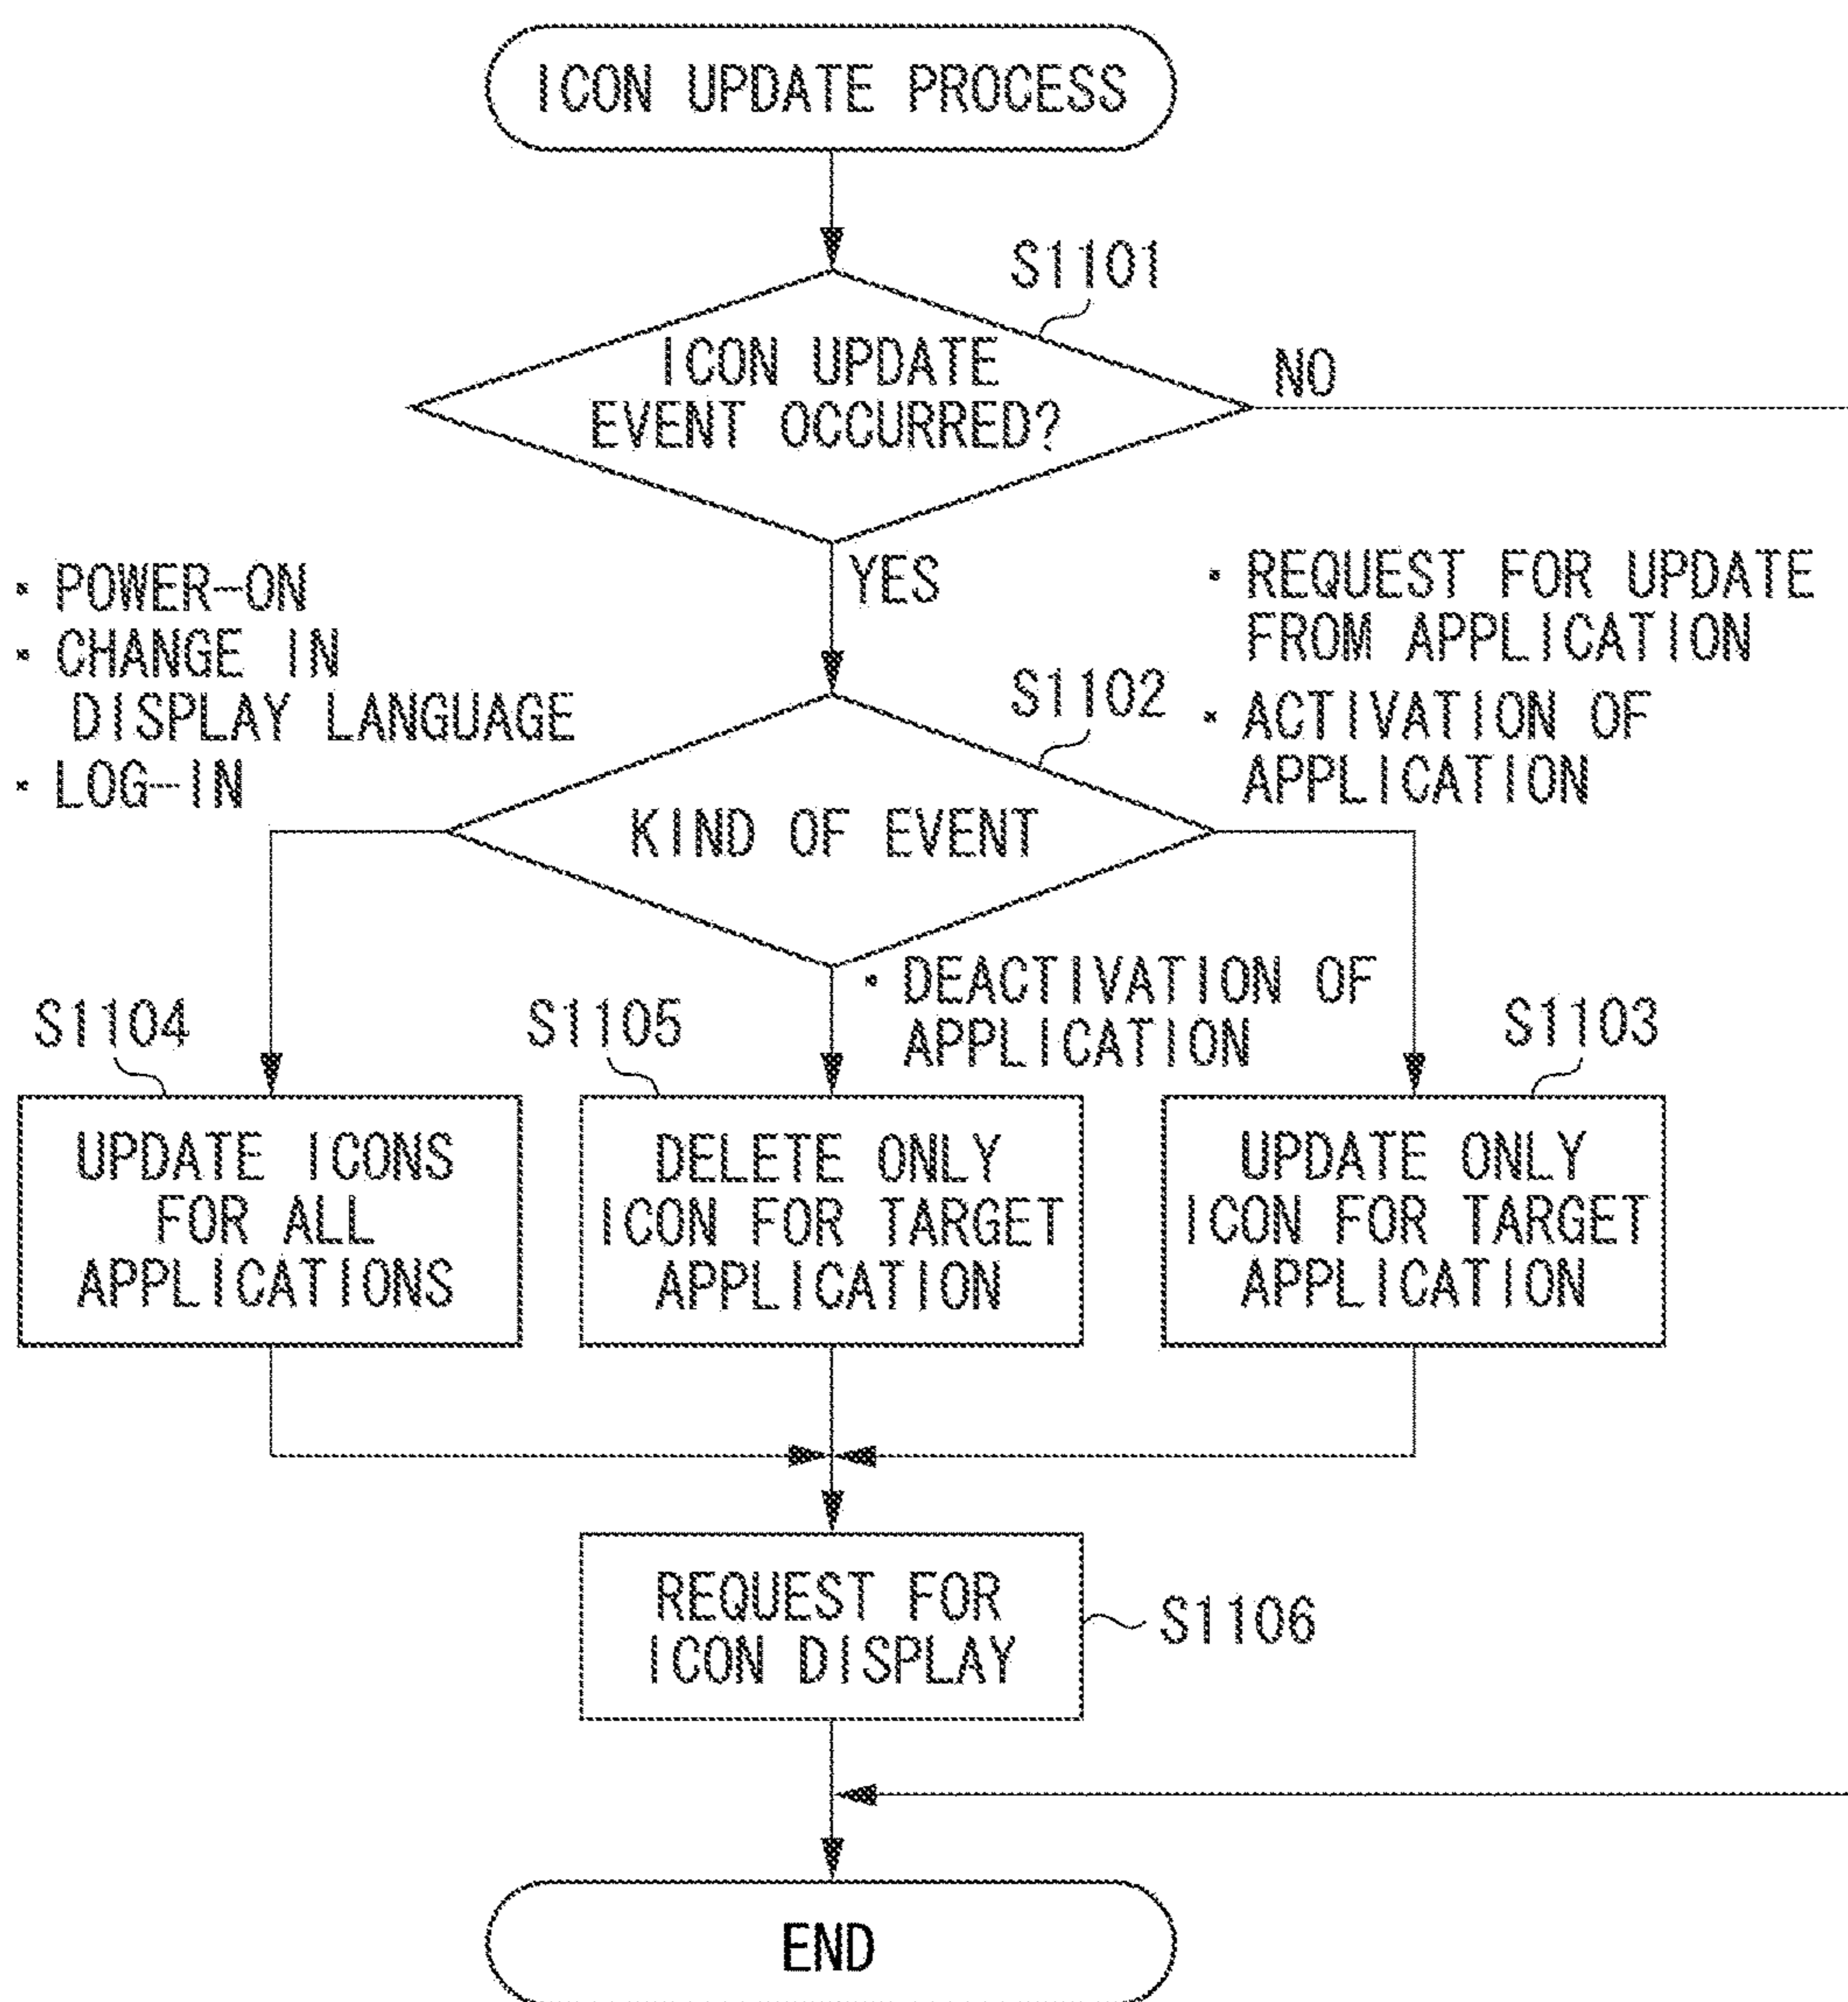 ICON UPDATE PROCESS
S1101
ICON UPDATE
EVENT OCCURRED?
NO
YES
· POWER-ON
· CHANGE IN
DISPLAY LANGUAGE
· LOG-IN
· REQUEST FOR UPDATE
FROM APPLICATION
· ACTIVATION OF
APPLICATION
S1102
KIND OF EVENT
· DEACTIVATION OF
APPLICATION
S1104
UPDATE ICONS
FOR ALL
APPLICATIONS
S1105
DELETE ONLY
ICON FOR TARGET
APPLICATION
S1103
UPDATE ONLY
ICON FOR TARGET
APPLICATION
REQUEST FOR
ICON DISPLAY
S1106
END